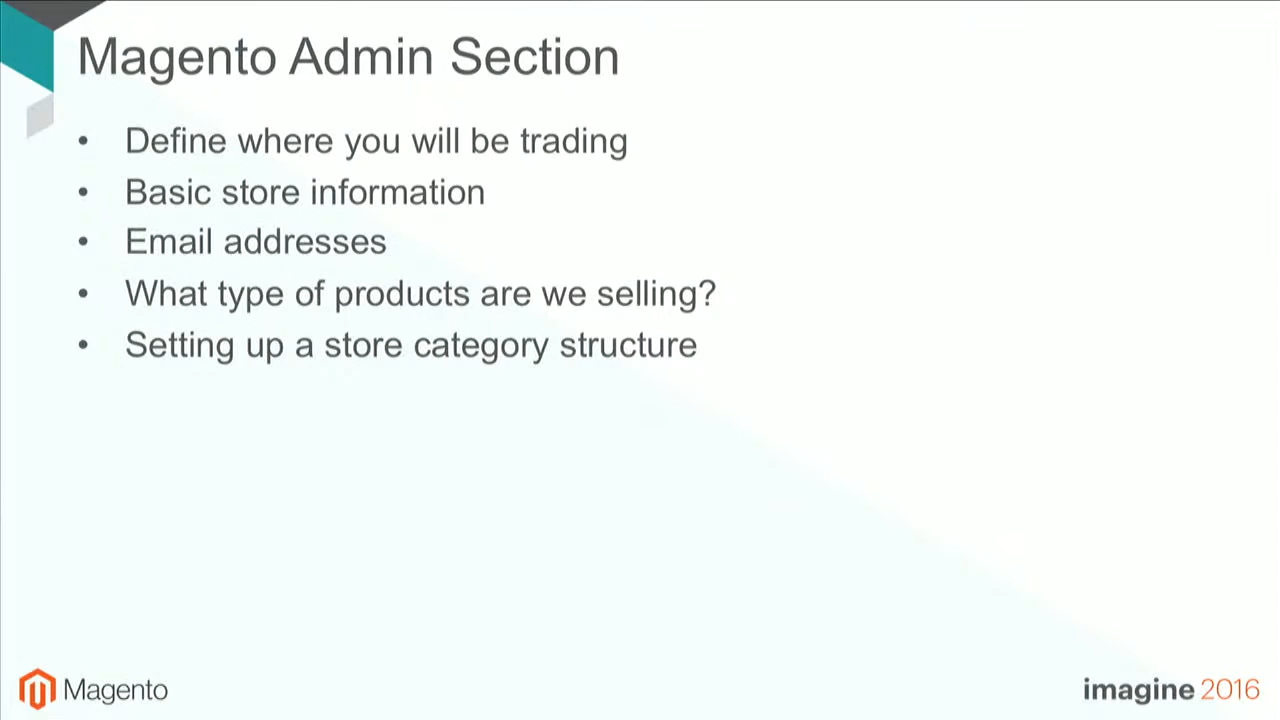 Magento Admin Section
• Define where you will be trading
• Basic store information
• Email addresses
• What type of products are we selling?
• Setting up a store category structure
Magento
imagine 2016